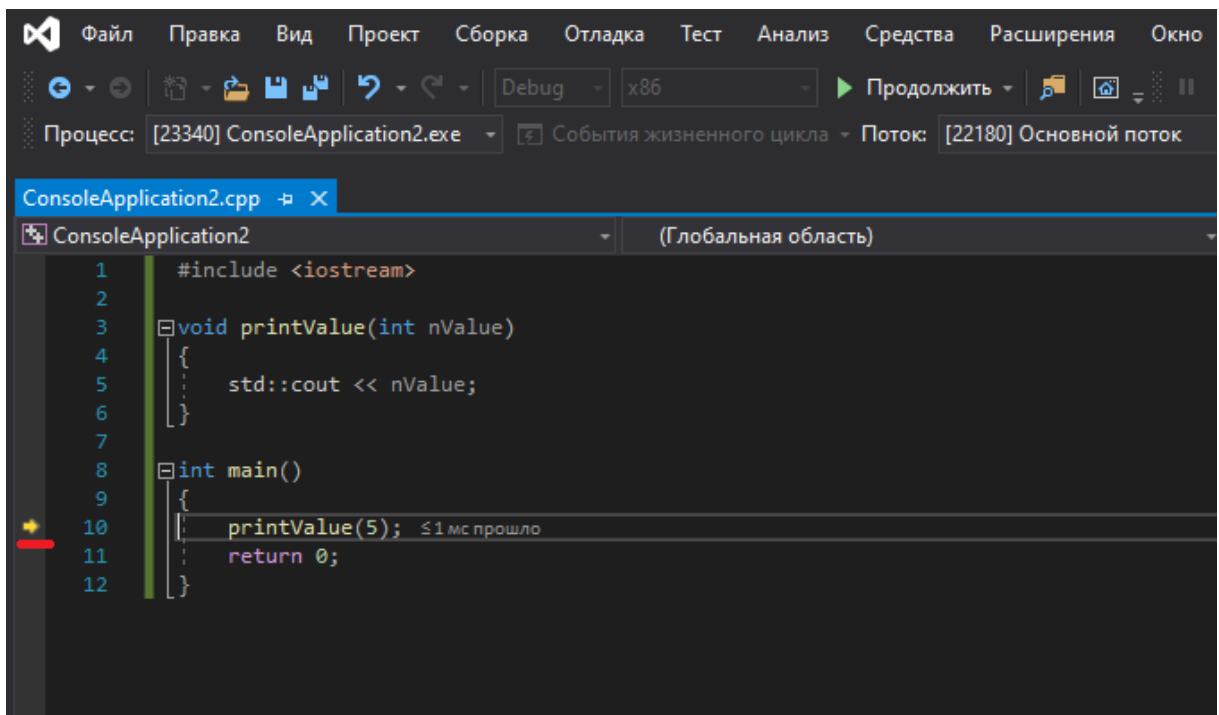 Файл Правка Вид Проект Сборка Отладка Тест Анализ Средства Расширения Окно
Debug x86 Продолжить
Процесс: [23340] ConsoleApplication2.exe События жизненного цикла Поток: [22180] Основной поток
ConsoleApplication2.cpp
ConsoleApplication2 (Глобальная область)
1 #include <iostream>
2
3 void printValue(int nValue)
4 {
5 std::cout << nValue;
6 }
7
8 int main()
9 {
10 printValue(5); ≤1 мс прошло
11 return 0;
12 }